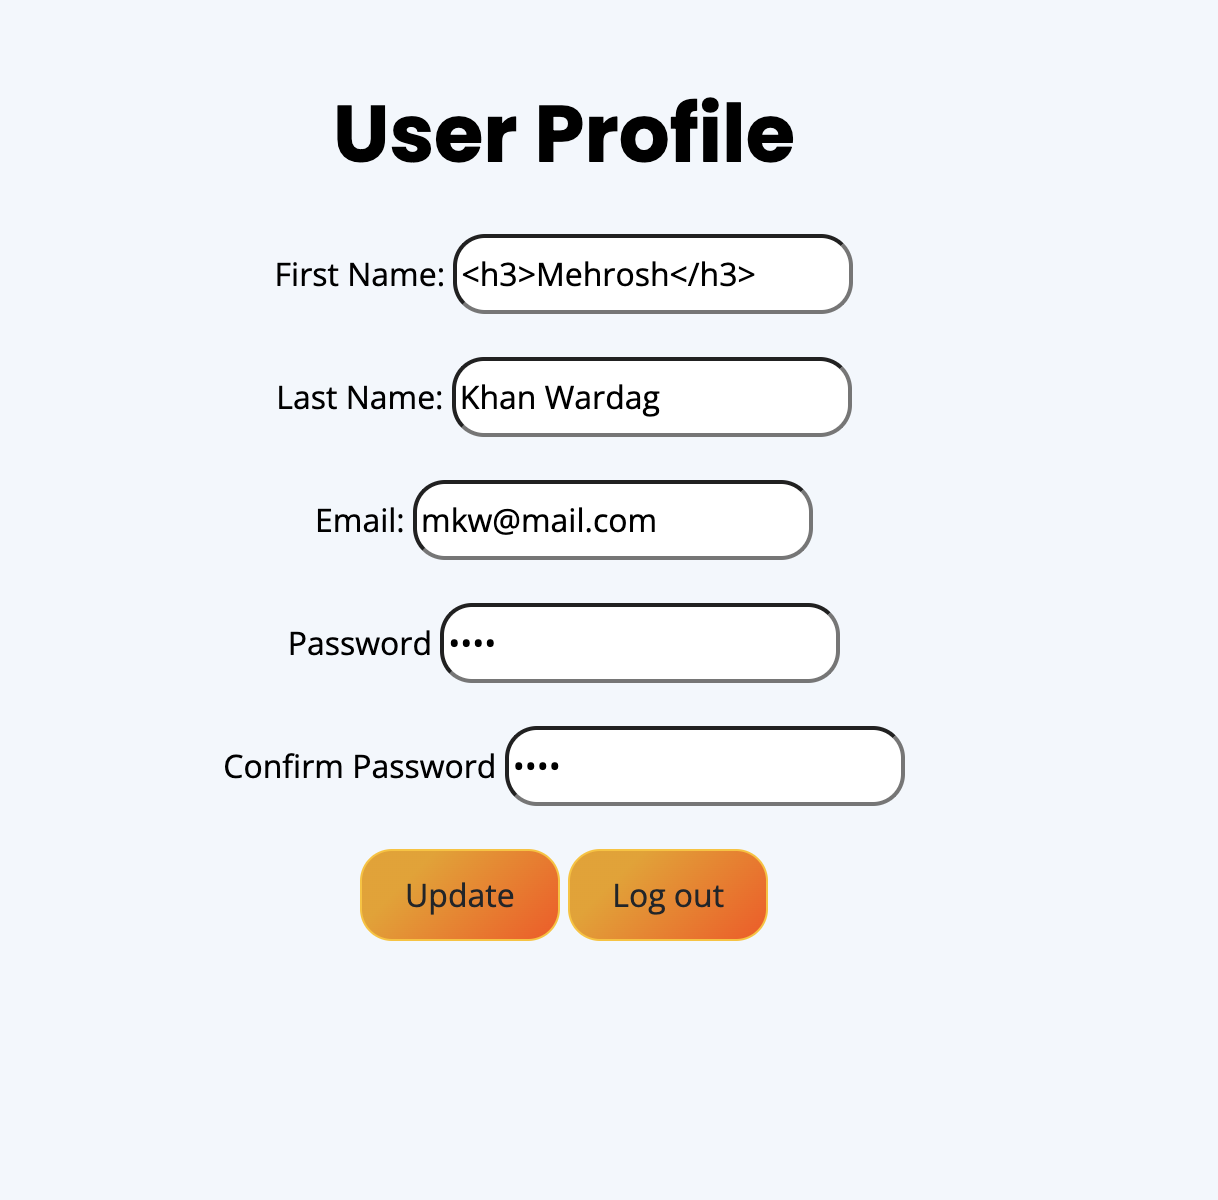 User Profile
First Name: <h3>Mehrosh</h3>
Last Name: Khan Wardag
Email: mkw@mail.com
Password ••••
Confirm Password ••••
Update Log out